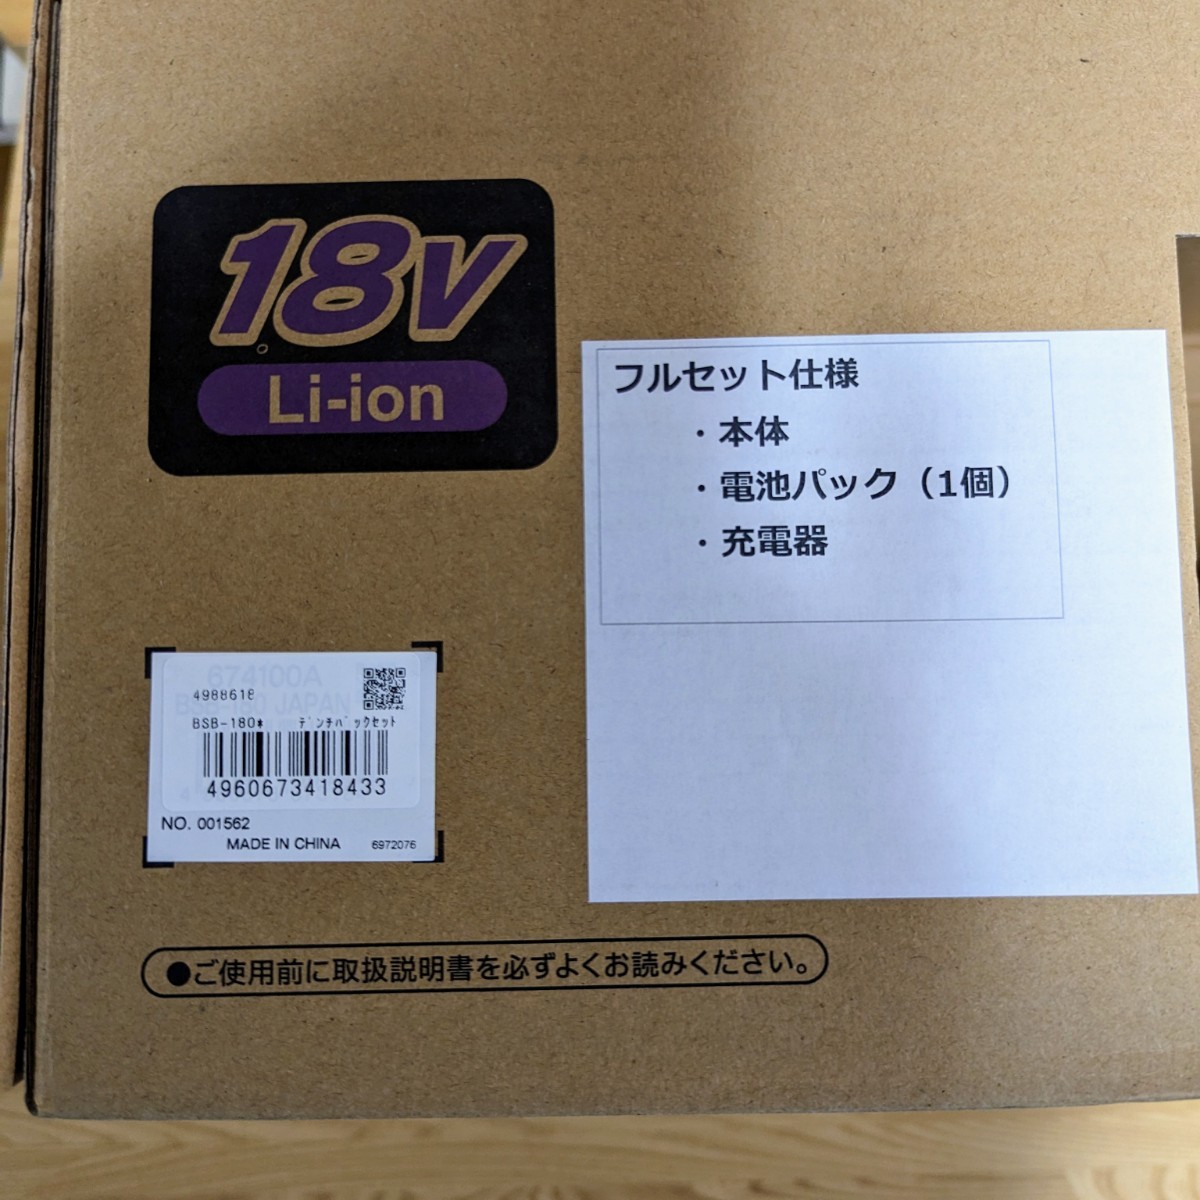 18V
Li-ion
フルセット仕様
・本体
・電池パック（1個）
・充電器
674100A
BSB-180 JAPAN
4988618
BSB-180* ﾃﾞﾝﾁﾊﾟｯｸｾｯﾄ
4960673418433
NO. 001562
MADE IN CHINA 6972076
●ご使用前に取扱説明書を必ずよくお読みください。